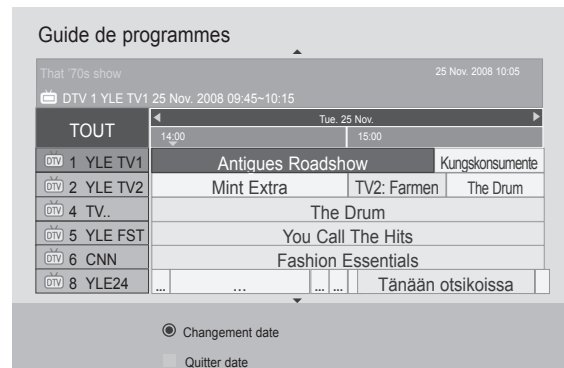 Guide de programmes
That '70s show 25 Nov. 2008 10:05
DTV 1 YLE TV1 25 Nov. 2008 09:45~10:15
TOUT
Tue. 25 Nov.
14:00 15:00
DTV 1 YLE TV1 Antiques Roadshow Kungskonsumente
DTV 2 YLE TV2 Mint Extra TV2: Farmen The Drum
DTV 4 TV.. The Drum
DTV 5 YLE FST You Call The Hits
DTV 6 CNN Fashion Essentials
DTV 8 YLE24 ... ... ... ... Tänään otsikoissa
Changement date
Quitter date